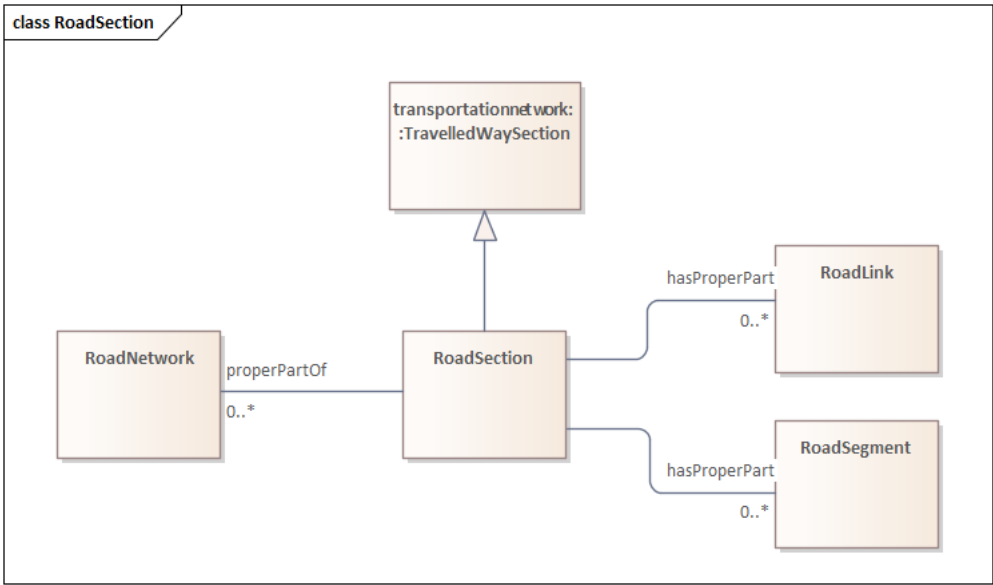 class RoadSection
transportationnetwork:
:TravelledWaySection
hasProperPart
0..*
RoadLink
RoadNetwork
properPartOf
0..*
RoadSection
hasProperPart
0..*
RoadSegment